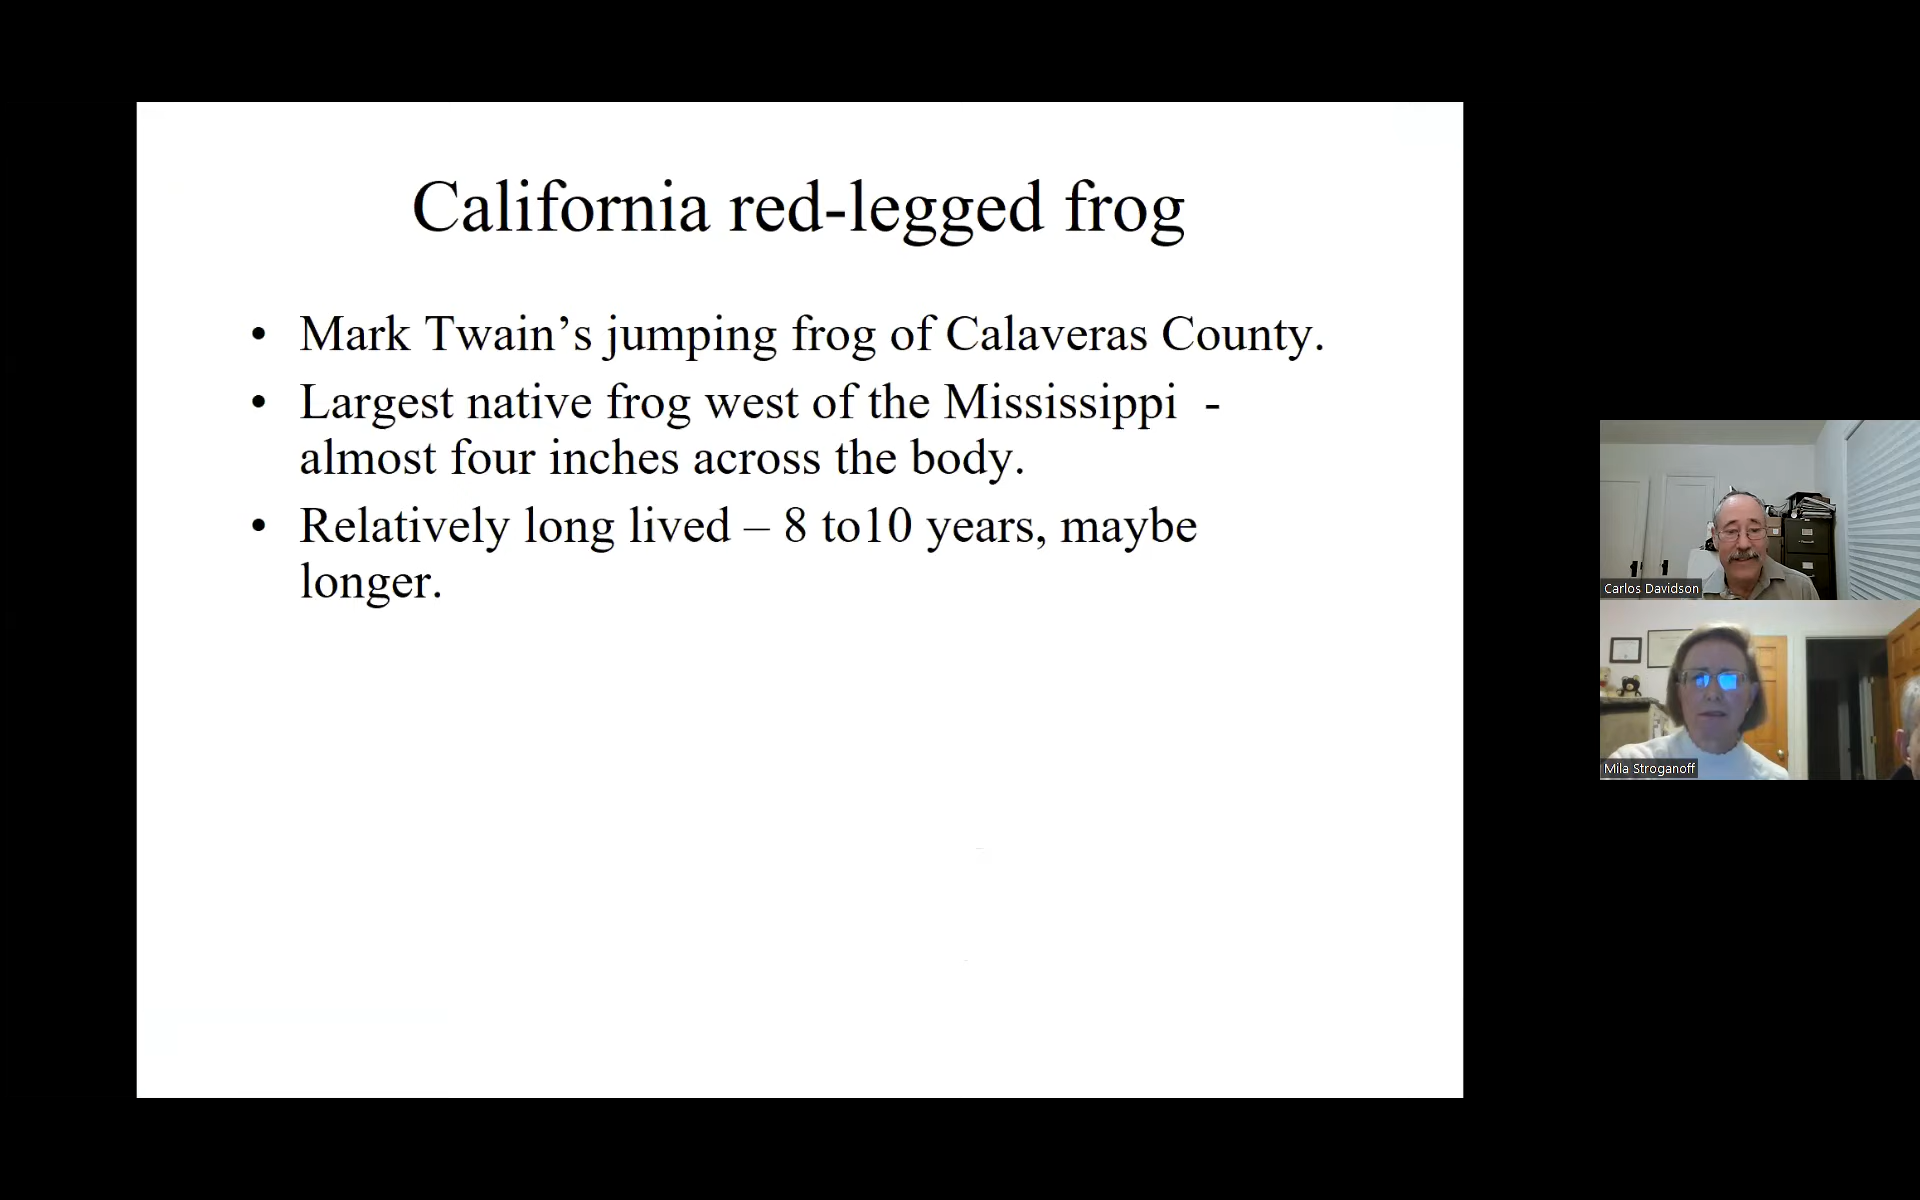 California red-legged frog
• Mark Twain’s jumping frog of Calaveras County.
• Largest native frog west of the Mississippi  -
almost four inches across the body.
• Relatively long lived – 8 to10 years, maybe
longer.
Carlos Davidson
Mila Stroganoff